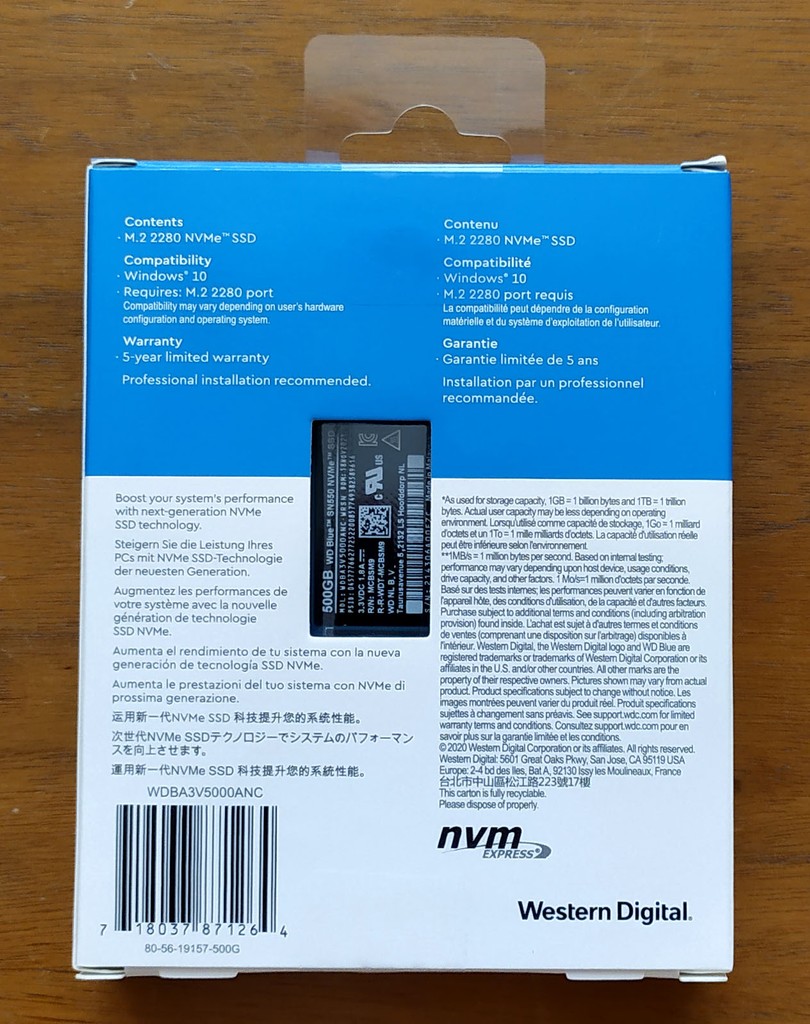 Contents
· M.2 2280 NVMe™ SSD
Compatibility
· Windows® 10
· Requires: M.2 2280 port
Compatibility may vary depending on user's hardware
configuration and operating system.
Warranty
· 5-year limited warranty
Professional installation recommended.
Contenu
· M.2 2280 NVMe™ SSD
Compatibilité
· Windows® 10
· M.2 2280 port requis
La compatibilité peut dépendre de la configuration
matérielle et du système d'exploitation de l'utilisateur.
Garantie
· Garantie limitée de 5 ans
Installation par un professionnel
recommandée.
500GB WD Blue™ SN550 NVMe™ SSD
MDL: WDBA3V5000ANC-WRSN
3.3VDC 1.8A
R/N: MCBSM9
R-R-WDT-MCBSM9
WD NL B.V.
Taurusavenue 5, 2132 LS Hoofddorp NL
c UL US
Boost your system's performance
with next-generation NVMe
SSD technology.
Steigern Sie die Leistung Ihres
PCs mit NVMe SSD-Technologie
der neuesten Generation.
Augmentez les performances de
votre système avec la nouvelle
génération de technologie
SSD NVMe.
Aumenta el rendimiento de tu sistema con la nueva
generación de tecnología SSD NVMe.
Aumenta le prestazioni del tuo sistema con NVMe di
prossima generazione.
运用新一代NVMe SSD 科技提升您的系统性能。
次世代NVMe SSDテクノロジーでシステムのパフォーマン
スを向上させます。
運用新一代NVMe SSD 科技提升您的系統性能。
WDBA3V5000ANC
7 18037 87126 4
80-56-19157-500G
*As used for storage capacity, 1GB = 1 billion bytes and 1TB = 1 trillion
bytes. Actual user capacity may be less depending on operating
environment. Lorsqu'utilisé comme capacité de stockage, 1Go = 1 milliard
d'octets et un 1To = 1 mille milliards d'octets. La capacité d'utilisation réelle
peut être inférieure selon l'environnement.
**1MB/s = 1 million bytes per second. Based on internal testing;
performance may vary depending upon host device, usage conditions,
drive capacity, and other factors. 1 Mo/s=1 million d'octets par seconde.
Basé sur des tests internes; les performances peuvent varier en fonction de
l'appareil hôte, des conditions d'utilisation, de la capacité et d'autres facteurs.
Purchase subject to additional terms and conditions (including arbitration
provision) found inside. L'achat est sujet à d'autres termes et conditions
de ventes (comprenant une disposition sur l'arbitrage) disponibles à
l'intérieur. Western Digital, the Western Digital logo and WD Blue are
registered trademarks or trademarks of Western Digital Corporation or its
affiliates in the U.S. and/or other countries. All other marks are the
property of their respective owners. Pictures shown may vary from actual
product. Product specifications subject to change without notice. Les
images montrées peuvent varier du produit réel. Product specifications
sujettes à changement sans préavis. See support.wdc.com for limited
warranty terms and conditions. Consultez support.wdc.com pour en
savoir plus sur la garantie limitée et les conditions.
© 2020 Western Digital Corporation or its affiliates. All rights reserved.
Western Digital: 5601 Great Oaks Pkwy, San Jose, CA 95119 USA
Europe: 2-4 bd des Iles, Bat A, 92130 Issy les Moulineaux, France
台北市中山區松江路223號17樓
This carton is fully recyclable.
Please dispose of properly.
nvm
EXPRESS®
Western Digital®